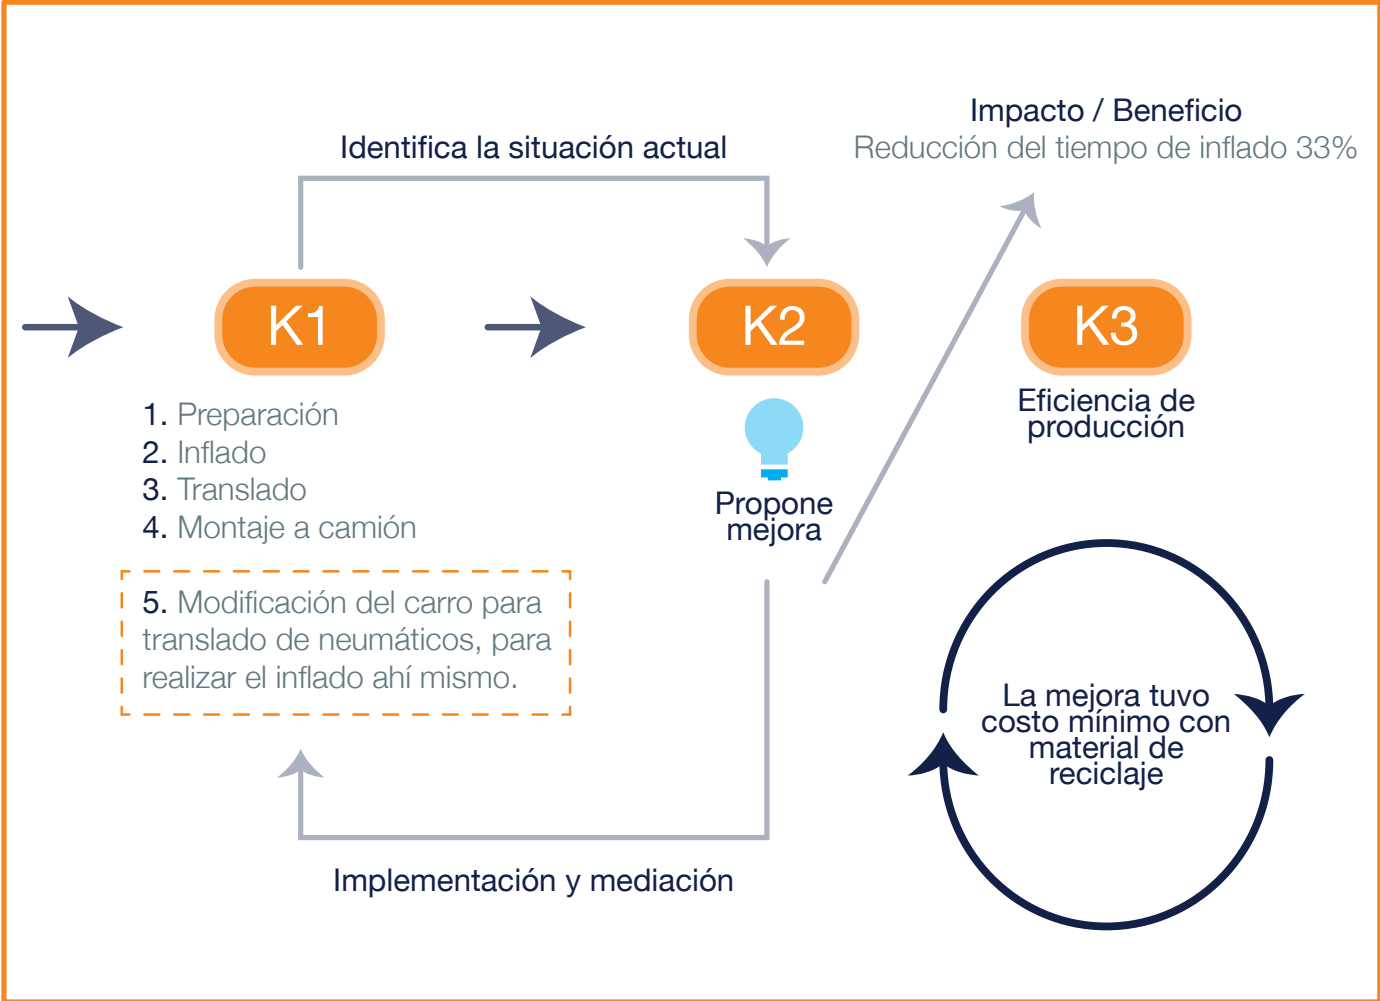 Impacto / Beneficio
Reducción del tiempo de inflado 33%
Identifica la situación actual
K1
K2
K3
1. Preparación
2. Inflado
3. Translado
4. Montaje a camión
5. Modificación del carro para
translado de neumáticos, para
realizar el inflado ahí mismo.
Propone
mejora
Eficiencia de
producción
La mejora tuvo
costo mínimo con
material de
reciclaje
Implementación y mediación